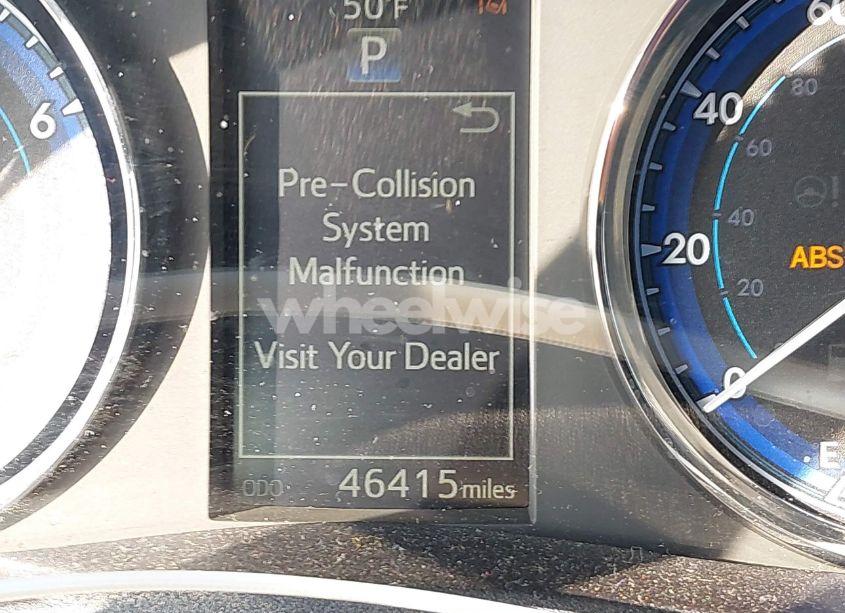 50°F
P
Pre-Collision
System
Malfunction
Visit Your Dealer
ODO 46415 miles
6
60
40
20
0
80
60
40
20
ABS
E
wheelwise